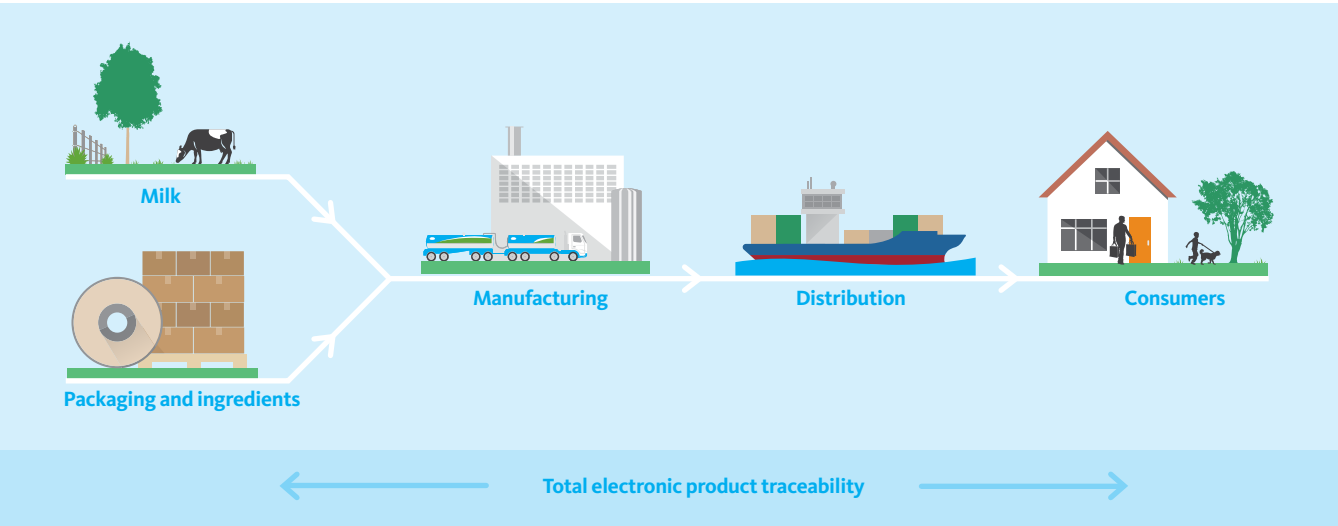 Milk
Packaging and ingredients
Manufacturing
Distribution
Consumers
Total electronic product traceability